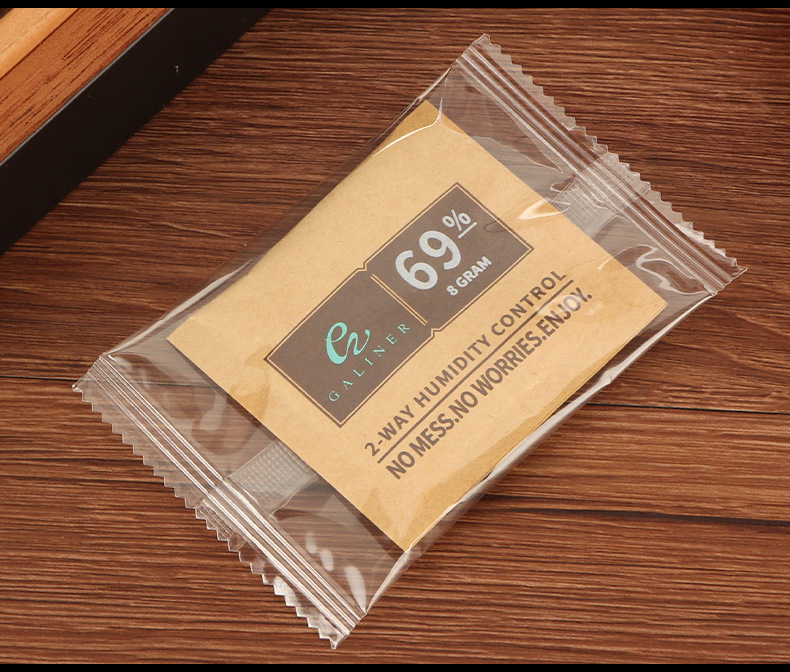 69%
8 GRAM
GALINER
2-WAY HUMIDITY CONTROL
NO MESS.NO WORRIES.ENJOY.